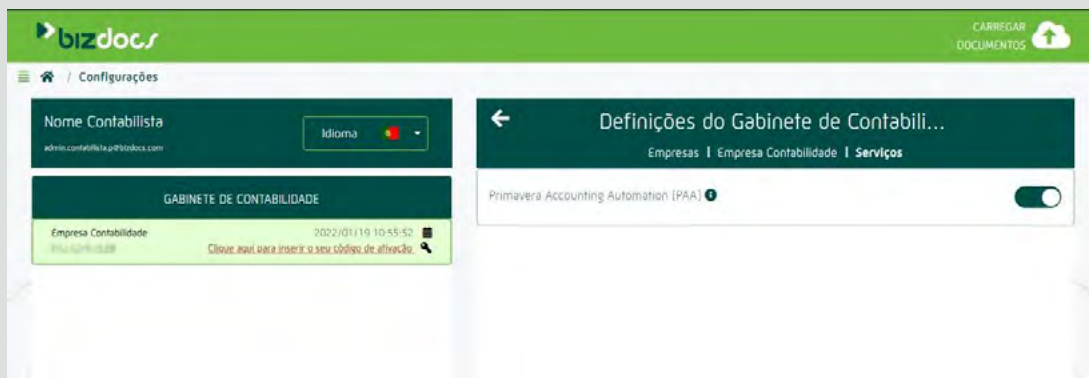 bizdocs
CARREGAR
DOCUMENTOS
/ Configurações
Nome Contabilista
admin.contabilista.p@bizdocs.com
Idioma
GABINETE DE CONTABILIDADE
Empresa Contabilidade
2022/01/19 10:55:52
Clique aqui para inserir o seu código de ativação
Definições do Gabinete de Contabili...
Empresas | Empresa Contabilidade | Serviços
Primavera Accounting Automation [PAA]